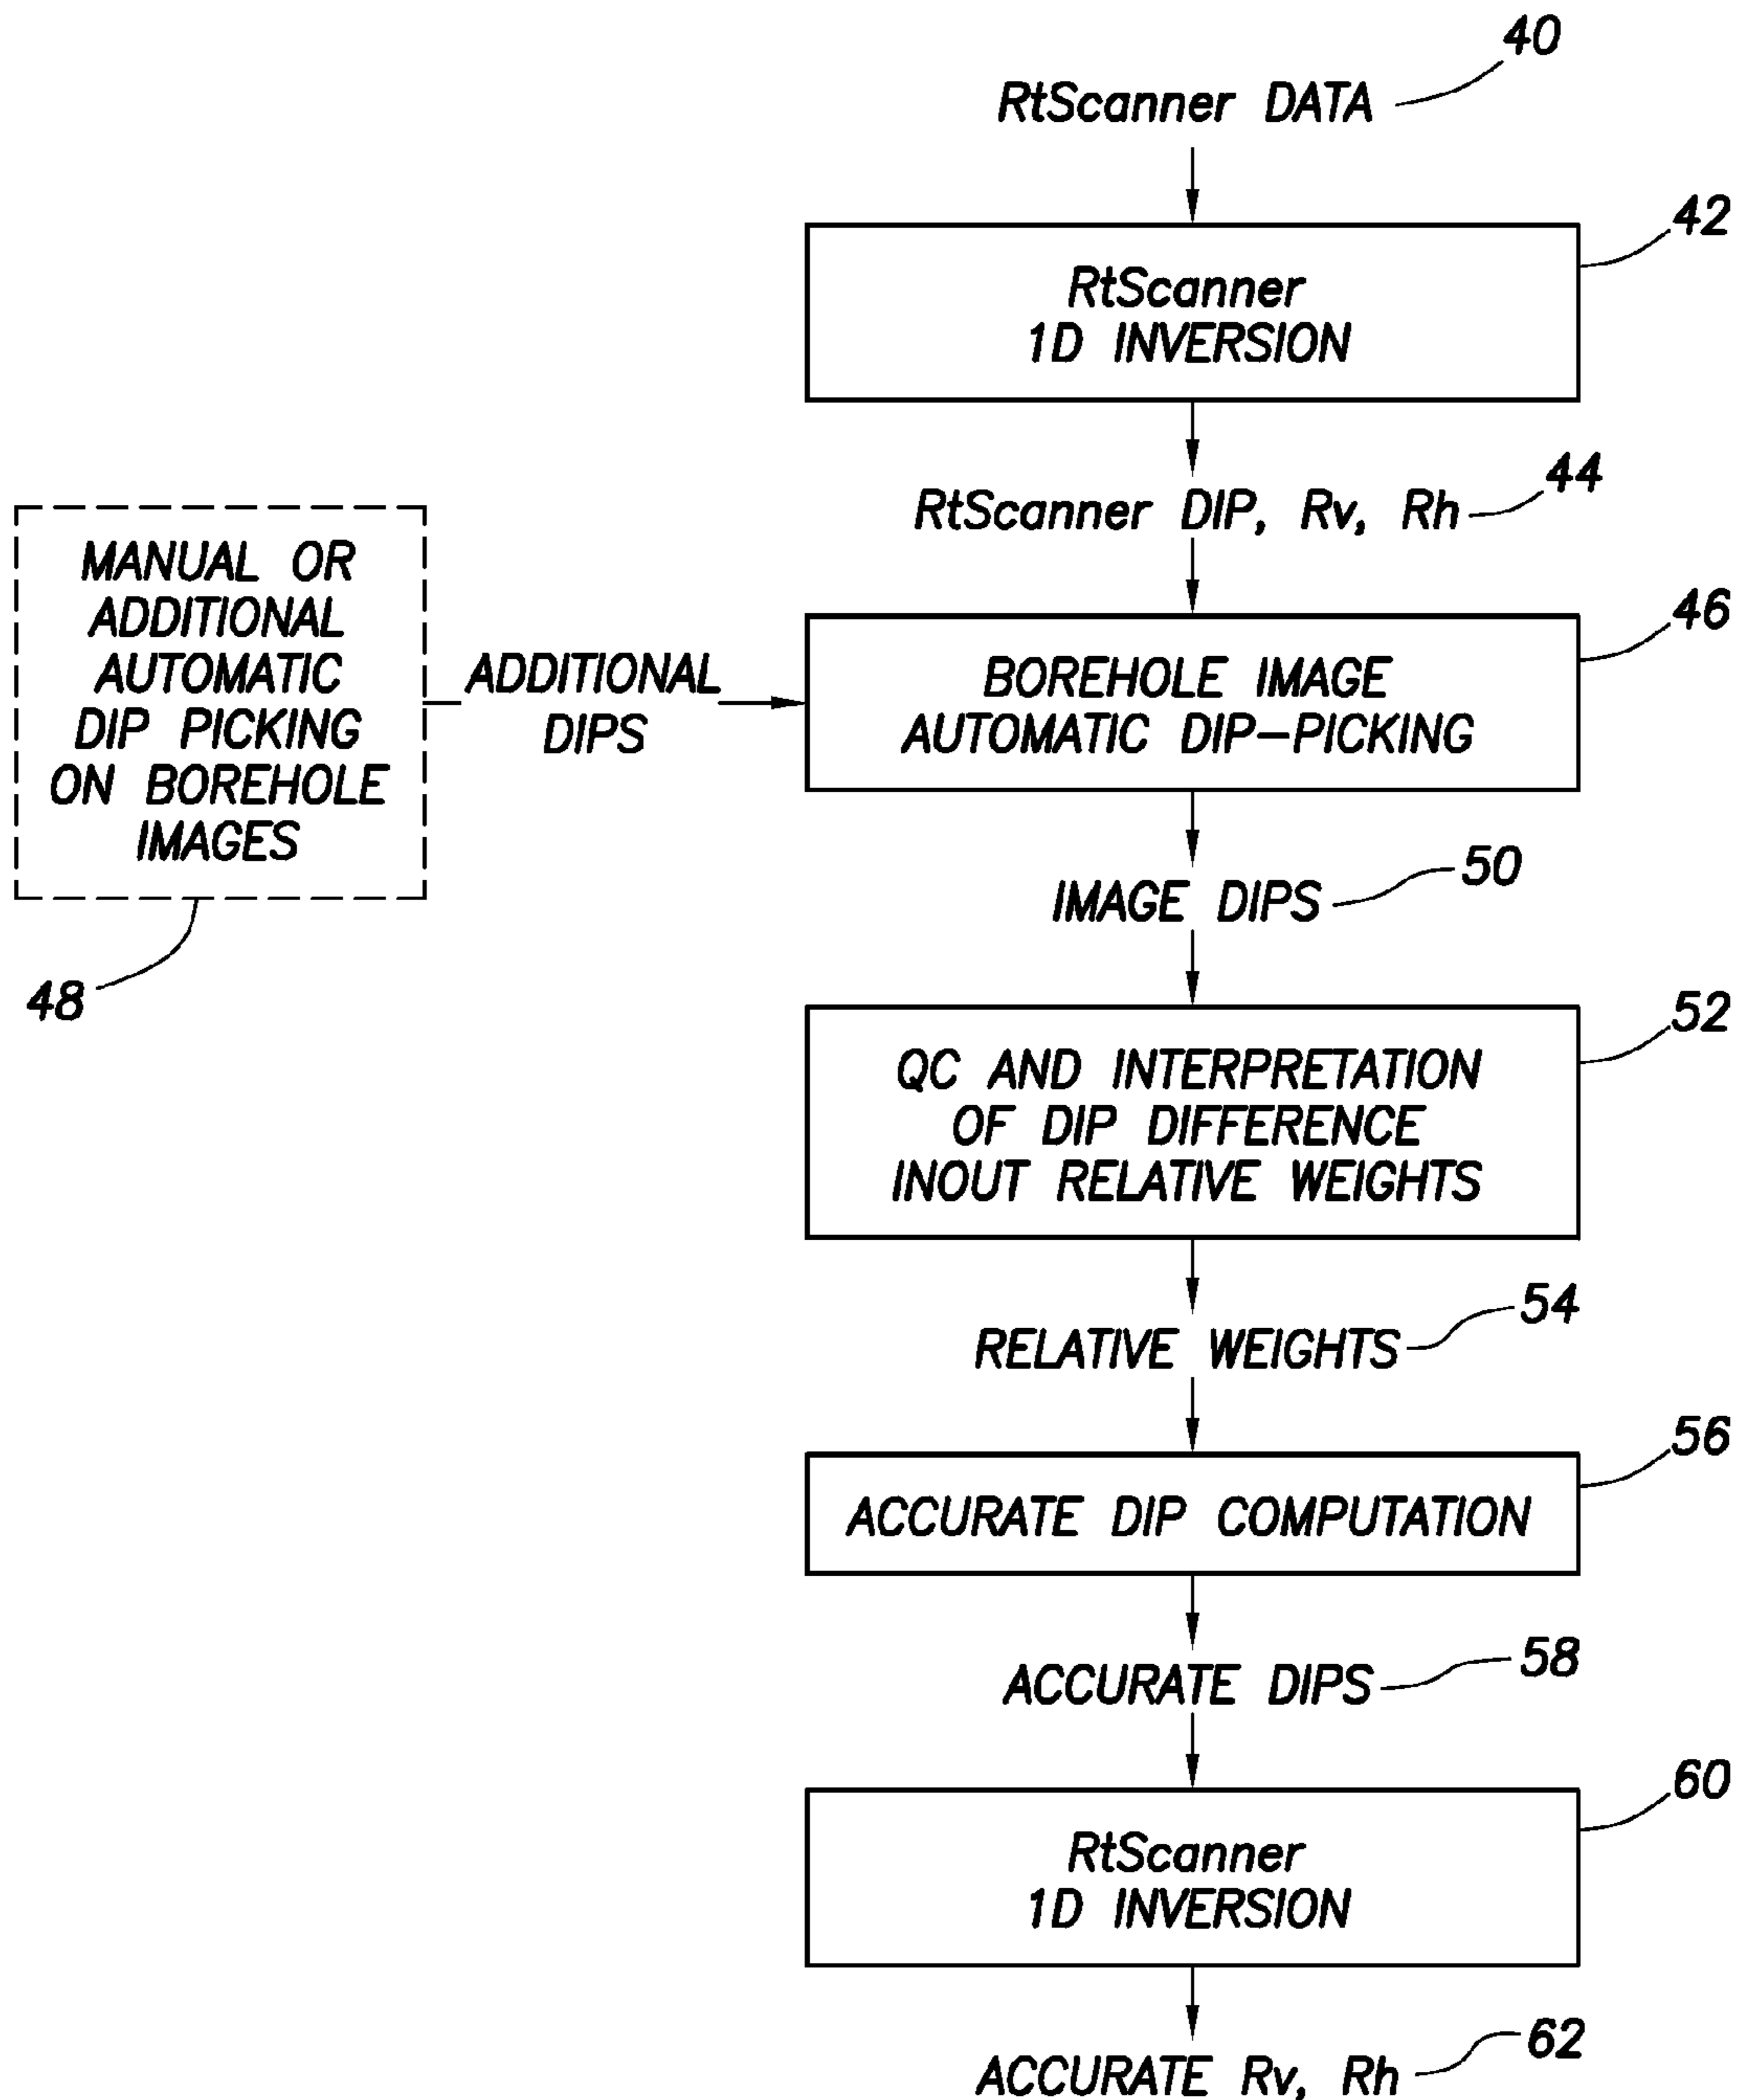 40
RtScanner DATA
42
RtScanner
1D INVERSION
44
RtScanner DIP, Rv, Rh
MANUAL OR
ADDITIONAL
AUTOMATIC
DIP PICKING
ON BOREHOLE
IMAGES
48
ADDITIONAL
DIPS
46
BOREHOLE IMAGE
AUTOMATIC DIP-PICKING
50
IMAGE DIPS
52
QC AND INTERPRETATION
OF DIP DIFFERENCE
INOUT RELATIVE WEIGHTS
54
RELATIVE WEIGHTS
56
ACCURATE DIP COMPUTATION
58
ACCURATE DIPS
60
RtScanner
1D INVERSION
62
ACCURATE Rv, Rh